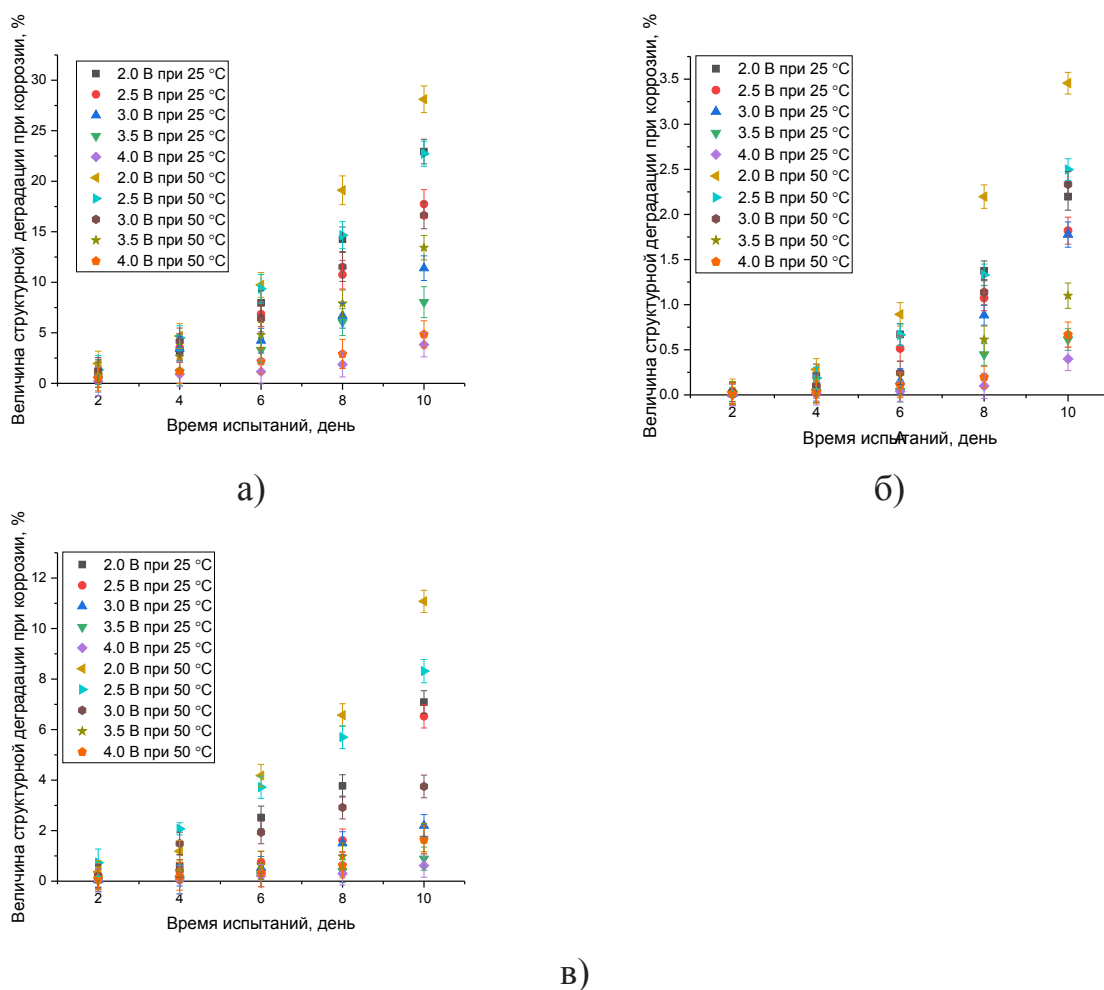 Величина структурной деградации при коррозии, %
30
25
20
15
10
5
0
2.0 В при 25 °C
2.5 В при 25 °C
3.0 В при 25 °C
3.5 В при 25 °C
4.0 В при 25 °C
2.0 В при 50 °C
2.5 В при 50 °C
3.0 В при 50 °C
3.5 В при 50 °C
4.0 В при 50 °C
2 4 6 8 10
Время испытаний, день
а)
Величина структурной деградации при коррозии, %
3.5
3.0
2.5
2.0
1.5
1.0
0.5
0.0
2.0 В при 25 °C
2.5 В при 25 °C
3.0 В при 25 °C
3.5 В при 25 °C
4.0 В при 25 °C
2.0 В при 50 °C
2.5 В при 50 °C
3.0 В при 50 °C
3.5 В при 50 °C
4.0 В при 50 °C
2 4 6 8 10
Время испытаний, день
A
б)
Величина структурной деградации при коррозии, %
12
10
8
6
4
2
0
2.0 В при 25 °C
2.5 В при 25 °C
3.0 В при 25 °C
3.5 В при 25 °C
4.0 В при 25 °C
2.0 В при 50 °C
2.5 В при 50 °C
3.0 В при 50 °C
3.5 В при 50 °C
4.0 В при 50 °C
2 4 6 8 10
Время испытаний, день
в)